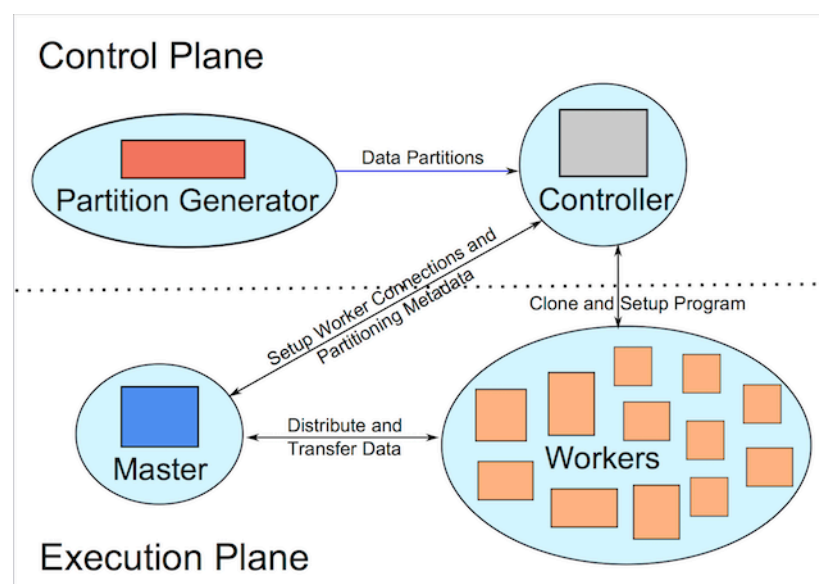 Control Plane
Partition Generator
Data Partitions
Controller
Setup Worker Connections and
Partitioning Metadata
Clone and Setup Program
Master
Distribute and
Transfer Data
Workers
Execution Plane